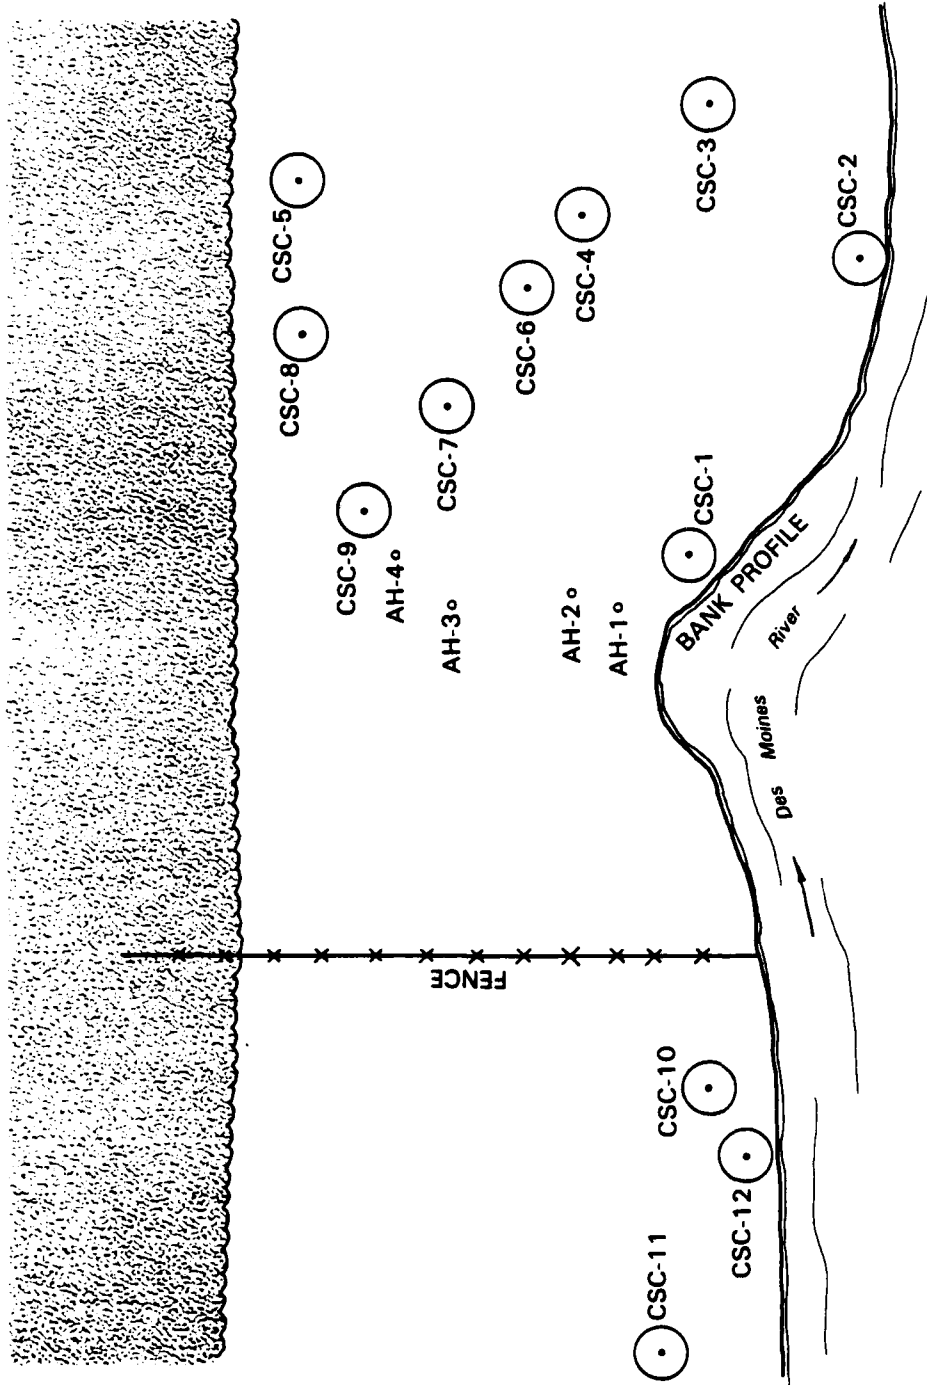 CSC-5
CSC-8
CSC-3
CSC-2
CSC-4
CSC-6
CSC-7
CSC-9
AH-4
AH-3
AH-2
AH-1
CSC-1
BANK PROFILE
River
Moines
Des
FENCE
CSC-10
CSC-12
CSC-11